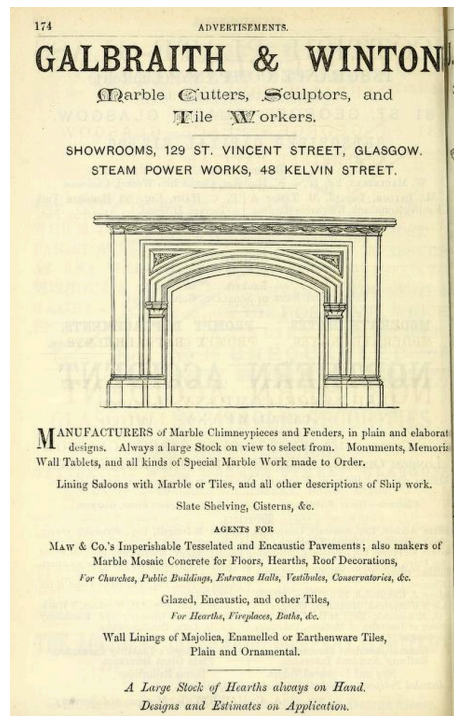 174 ADVERTISEMENTS.
GALBRAITH & WINTON
Marble Cutters, Sculptors, and
Tile Workers.
SHOWROOMS, 129 ST. VINCENT STREET, GLASGOW.
STEAM POWER WORKS, 48 KELVIN STREET.
MANUFACTURERS of Marble Chimneypieces and Fenders, in plain and elaborat
designs. Always a large Stock on view to select from. Monuments, Memoria
Wall Tablets, and all kinds of Special Marble Work made to Order.
Lining Saloons with Marble or Tiles, and all other descriptions of Ship work.
Slate Shelving, Cisterns, &c.
AGENTS FOR
MAW & CO.'S Imperishable Tesselated and Encaustic Pavements; also makers of
Marble Mosaic Concrete for Floors, Hearths, Roof Decorations,
For Churches, Public Buildings, Entrance Halls, Vestibules, Conservatories, &c.
Glazed, Encaustic, and other Tiles,
For Hearths, Fireplaces, Baths, &c.
Wall Linings of Majolica, Enamelled or Earthenware Tiles,
Plain and Ornamental.
A Large Stock of Hearths always on Hand.
Designs and Estimates on Application.